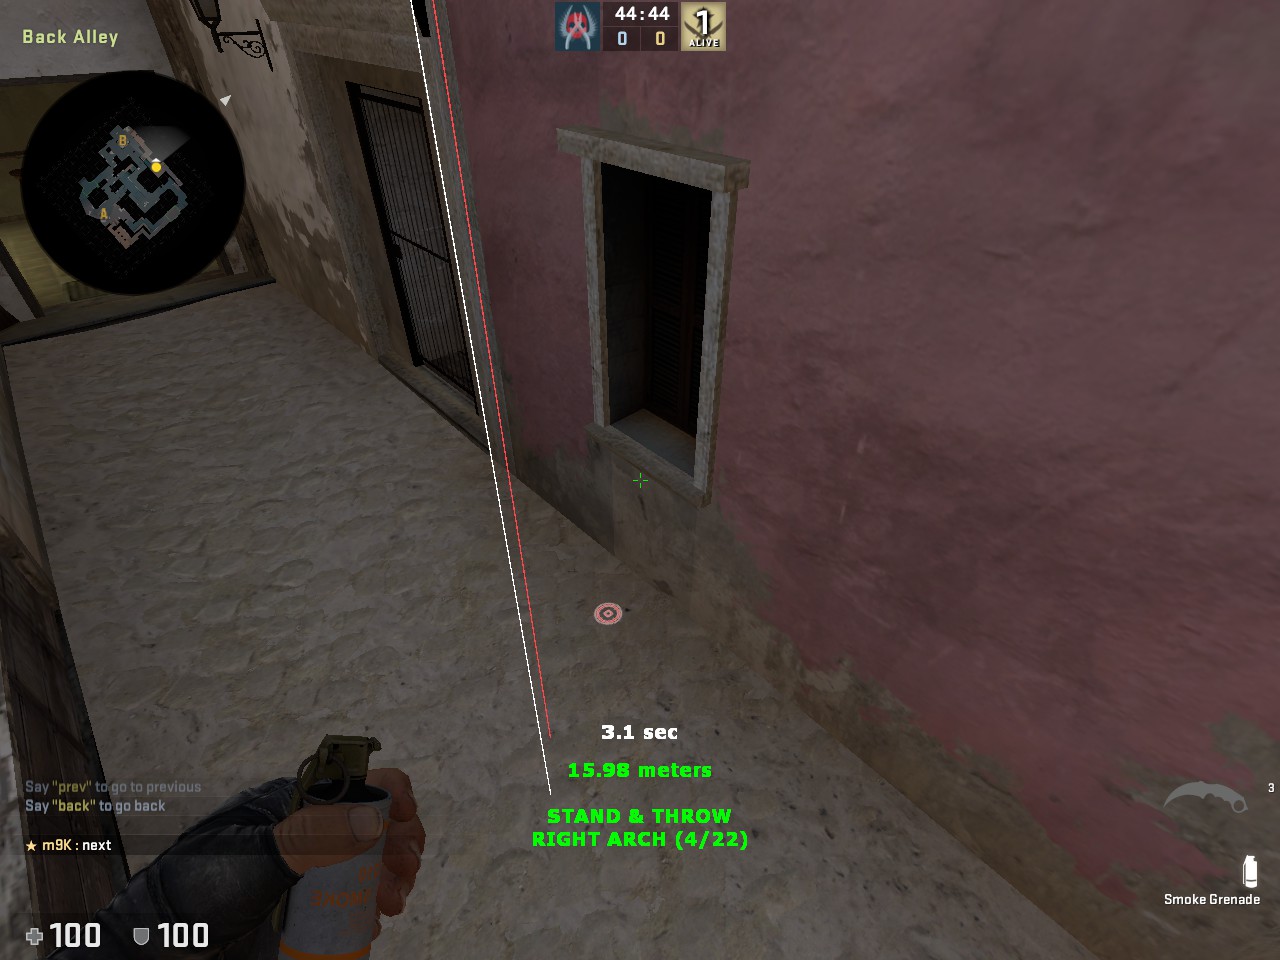 Back Alley
44:44
0 0
1
ALIVE
B
A
3.1 sec
15.98 meters
STAND & THROW
RIGHT ARCH (4/22)
Say "prev" to go to previous
Say "back" to go back
★ m9K : next
3
Smoke Grenade
100 100